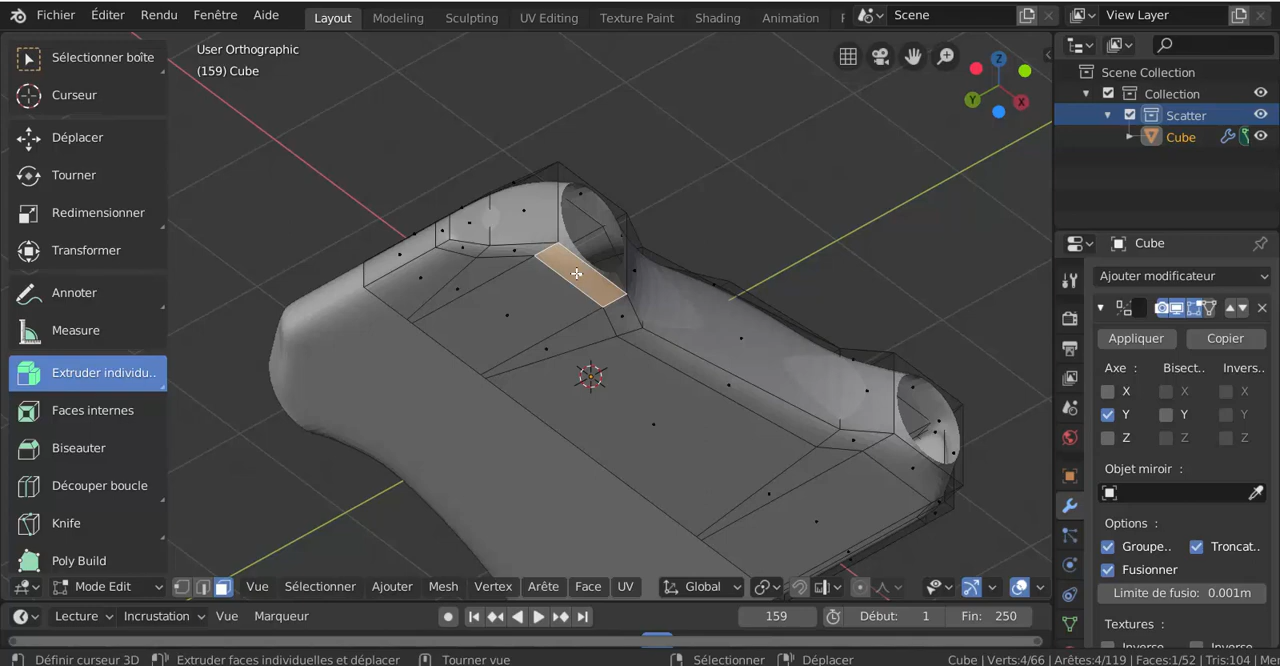 Fichier Éditer Rendu Fenêtre Aide Layout Modeling Sculpting UV Editing Texture Paint Shading Animation Scene View Layer
User Orthographic
(159) Cube
Sélectionner boîte
Curseur
Déplacer
Tourner
Redimensionner
Transformer
Annoter
Measure
Extruder individu..
Faces internes
Biseauter
Découper boucle
Knife
Poly Build
Z
Y
X
Scene Collection
Collection
Scatter
Cube
Cube
Ajouter modificateur
Appliquer Copier
Axe : Bisect.. Invers..
X X X
Y Y Y
Z Z Z
Objet miroir :
Options :
Groupe.. Troncat..
Fusionner
Limite de fusio: 0.001m
Textures :
Mode Edit Vue Sélectionner Ajouter Mesh Vertex Arête Face UV Global
Lecture Incrustation Vue Marqueur 159 Début: 1 Fin: 250
Définir curseur 3D Extruder faces individuelles et déplacer Tourner vue Sélectionner Déplacer Cube | Verts:4/66 | Arêtes:4/119 | Faces:1/52 | Tris:104 | Me